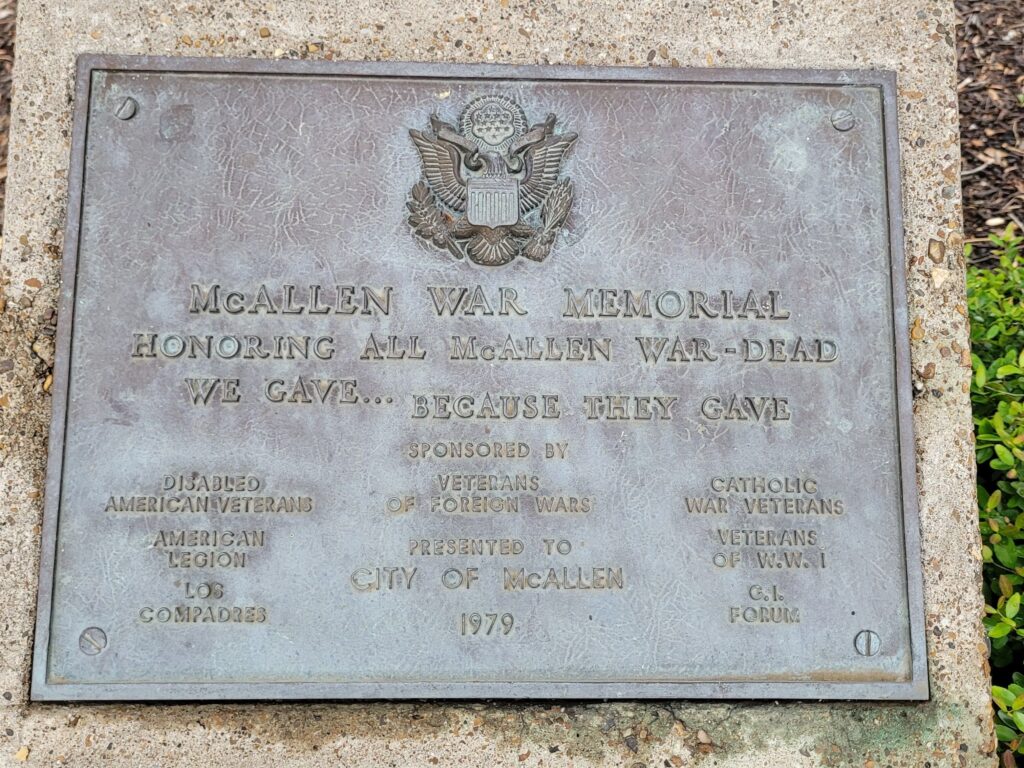 McALLEN WAR MEMORIAL
HONORING ALL McALLEN WAR-DEAD
WE GAVE... BECAUSE THEY GAVE
SPONSORED BY
DISABLED
AMERICAN VETERANS
VETERANS
OF FOREIGN WARS
CATHOLIC
WAR VETERANS
AMERICAN
LEGION
PRESENTED TO
CITY OF McALLEN
1979
VETERANS
OF W.W. I
LOS
COMPADRES
G.I.
FORUM